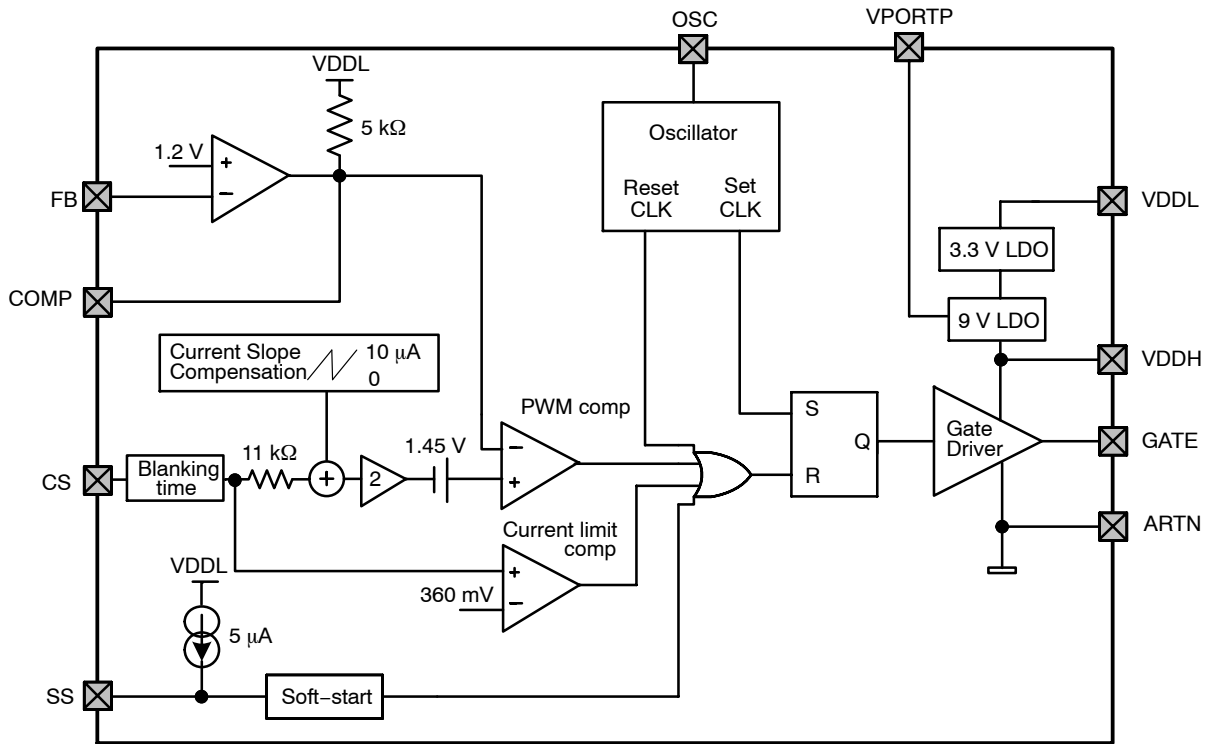 OSC
VPORTP
VDDL
5 kΩ
1.2 V
+
−
FB
COMP
Oscillator
Reset
CLK
Set
CLK
VDDL
3.3 V LDO
9 V LDO
VDDH
Current Slope
Compensation
10 μA
0
PWM comp
S
Q
R
Gate
Driver
GATE
CS
Blanking
time
11 kΩ
+
2
1.45 V
−
+
Current limit
comp
+
−
360 mV
ARTN
VDDL
5 μA
SS
Soft−start